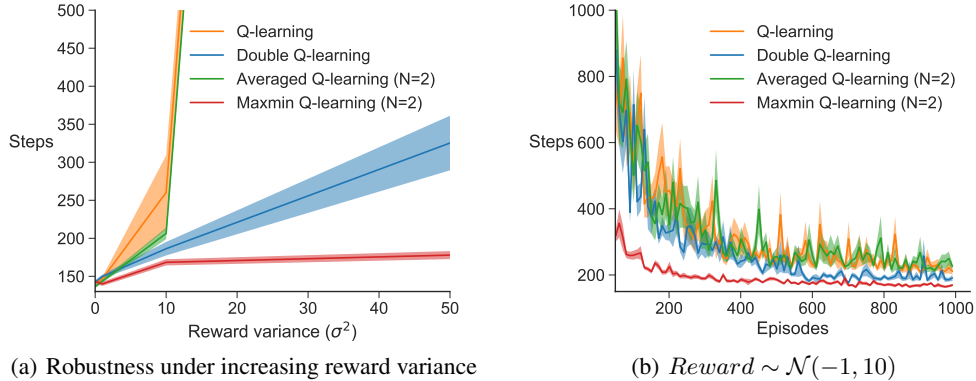 500
450
400
350
300
250
200
150
Steps
Q-learning
Double Q-learning
Averaged Q-learning (N=2)
Maxmin Q-learning (N=2)
0 10 20 30 40 50
Reward variance (σ²)
(a) Robustness under increasing reward variance
1000
800
600
400
200
Steps
Q-learning
Double Q-learning
Averaged Q-learning (N=2)
Maxmin Q-learning (N=2)
200 400 600 800 1000
Episodes
(b) Reward ∼ 𝒩(−1, 10)